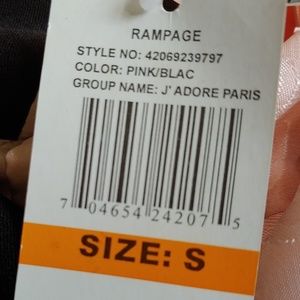 RAMPAGE
STYLE NO: 42069239797
COLOR: PINK/BLAC
GROUP NAME: J' ADORE PARIS
7 04654 24207 5
SIZE: S